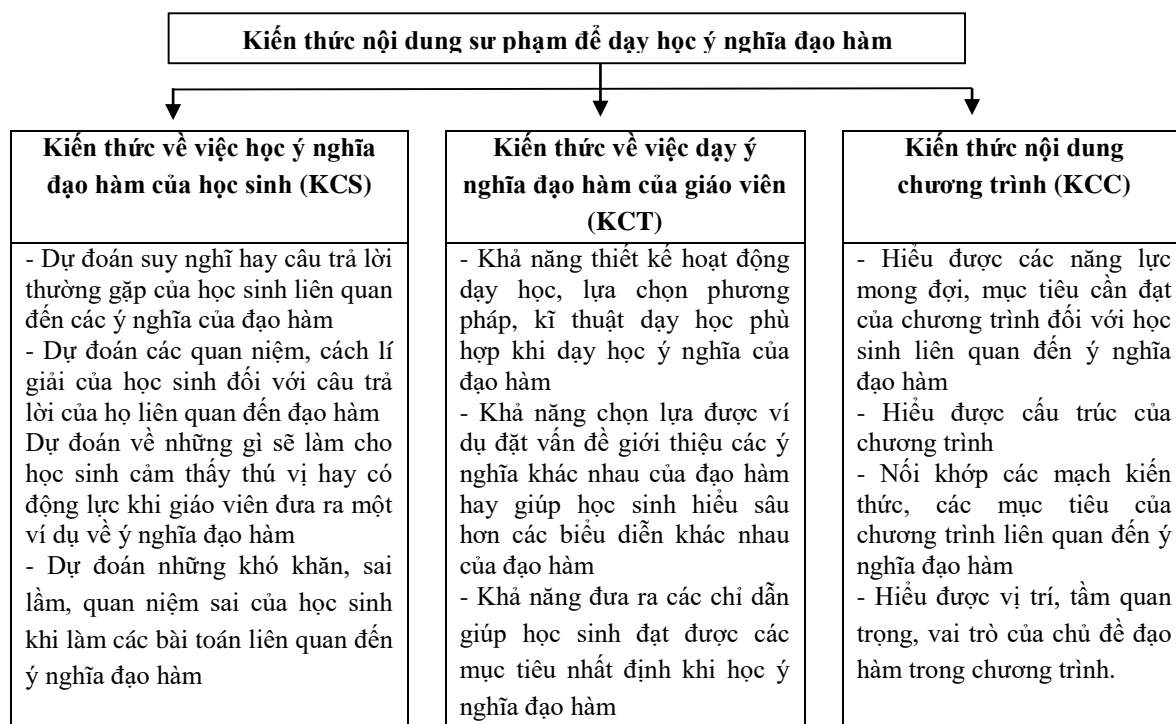 Kiến thức nội dung sư phạm để dạy học ý nghĩa đạo hàm
Kiến thức về việc học ý nghĩa
đạo hàm của học sinh (KCS)
- Dự đoán suy nghĩ hay câu trả lời
thường gặp của học sinh liên quan
đến các ý nghĩa của đạo hàm
- Dự đoán các quan niệm, cách lí
giải của học sinh đối với câu trả
lời của họ liên quan đến đạo hàm
Dự đoán về những gì sẽ làm cho
học sinh cảm thấy thú vị hay có
động lực khi giáo viên đưa ra một
ví dụ về ý nghĩa đạo hàm
- Dự đoán những khó khăn, sai
lầm, quan niệm sai của học sinh
khi làm các bài toán liên quan đến
ý nghĩa đạo hàm
Kiến thức về việc dạy ý
nghĩa đạo hàm của giáo viên
(KCT)
- Khả năng thiết kế hoạt động
dạy học, lựa chọn phương
pháp, kĩ thuật dạy học phù
hợp khi dạy học ý nghĩa của
đạo hàm
- Khả năng chọn lựa được ví
dụ đặt vấn đề giới thiệu các ý
nghĩa khác nhau của đạo hàm
hay giúp học sinh hiểu sâu
hơn các biểu diễn khác nhau
của đạo hàm
- Khả năng đưa ra các chỉ dẫn
giúp học sinh đạt được các
mục tiêu nhất định khi học ý
nghĩa đạo hàm
Kiến thức nội dung
chương trình (KCC)
- Hiểu được các năng lực
mong đợi, mục tiêu cần đạt
của chương trình đối với học
sinh liên quan đến ý nghĩa
đạo hàm
- Hiểu được cấu trúc của
chương trình
- Nối khớp các mạch kiến
thức, các mục tiêu của
chương trình liên quan đến ý
nghĩa đạo hàm
- Hiểu được vị trí, tầm quan
trọng, vai trò của chủ đề đạo
hàm trong chương trình.